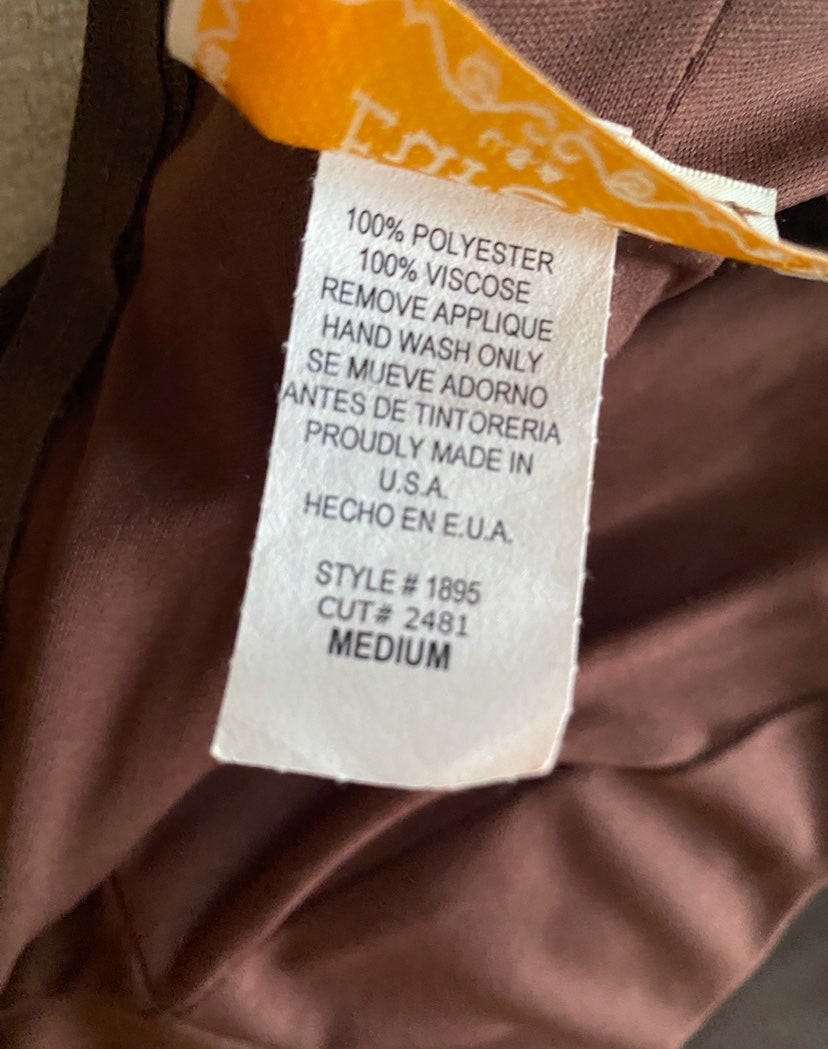 100% POLYESTER
100% VISCOSE
REMOVE APPLIQUE
HAND WASH ONLY
SE MUEVE ADORNO
ANTES DE TINTORERIA
PROUDLY MADE IN
U.S.A.
HECHO EN E.U.A.
STYLE # 1895
CUT# 2481
MEDIUM